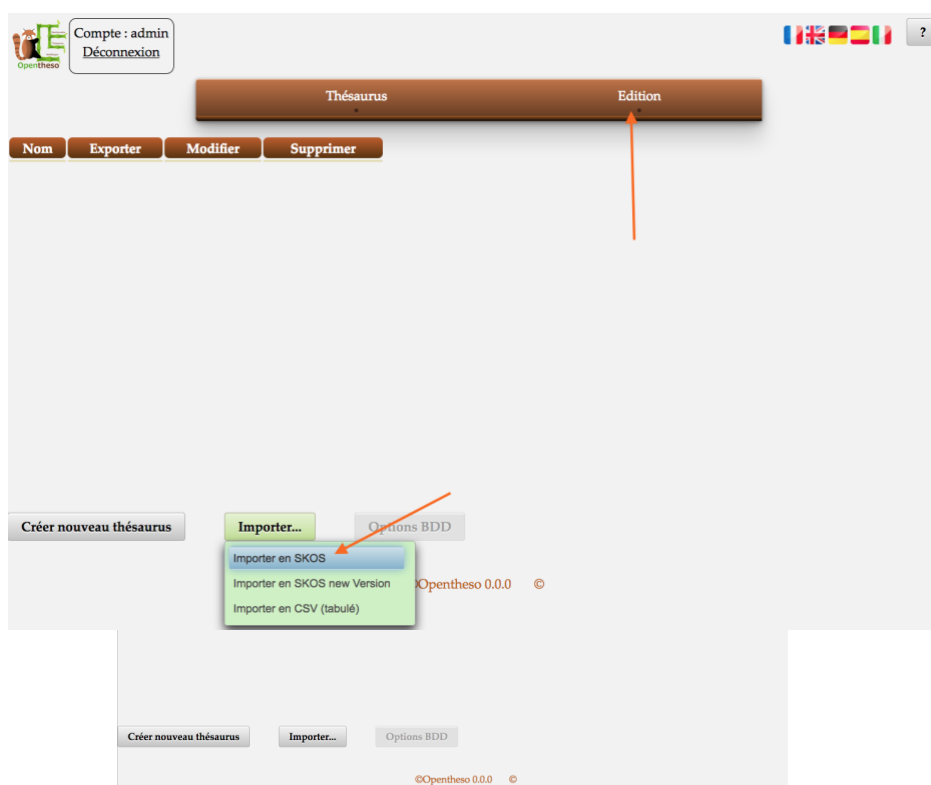 Compte : admin
Déconnexion
Opentheso
?
Thésaurus
Edition
Nom Exporter Modifier Supprimer
Créer nouveau thésaurus Importer... Options BDD
Importer en SKOS
Importer en SKOS new Version
Importer en CSV (tabulé)
©Opentheso 0.0.0 ©
Créer nouveau thésaurus Importer... Options BDD
©Opentheso 0.0.0 ©